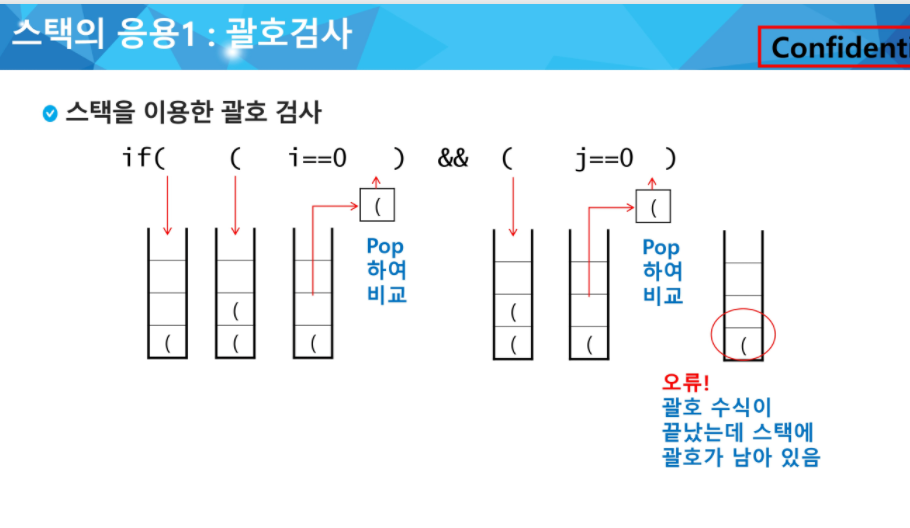 스택의 응용1 : 괄호검사
Confident
스택을 이용한 괄호 검사
if( ( i==0 ) && ( j==0 )
( (
Pop
하여
비교
Pop
하여
비교
( (
( ( ( ( ( (
오류!
괄호 수식이
끝났는데 스택에
괄호가 남아 있음